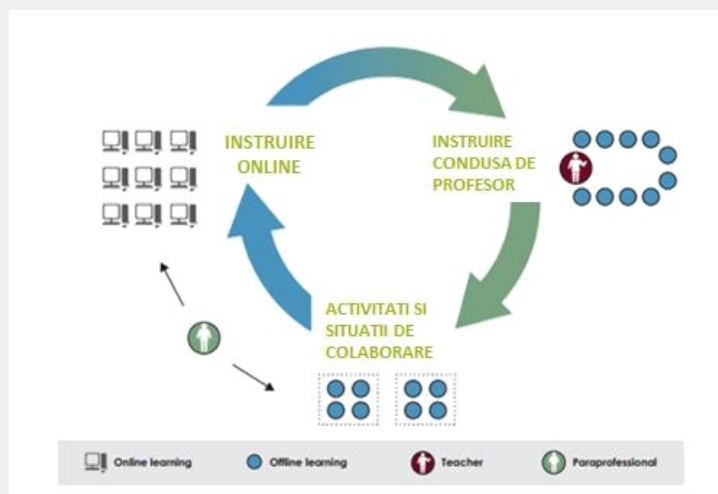 INSTRUIRE
ONLINE
INSTRUIRE
CONDUSA DE
PROFESOR
ACTIVITATI SI
SITUATII DE
COLABORARE
Online learning
Offline learning
Teacher
Paraprofessional